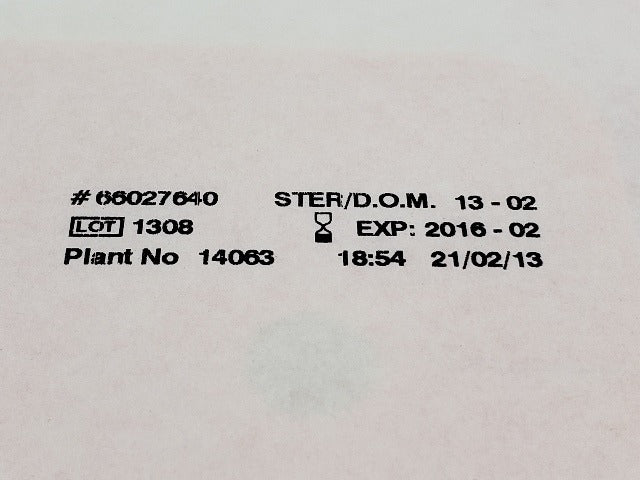 # 66027640 STER/D.O.M. 13 - 02
LOT 1308 EXP: 2016 - 02
Plant No 14063 18:54 21/02/13